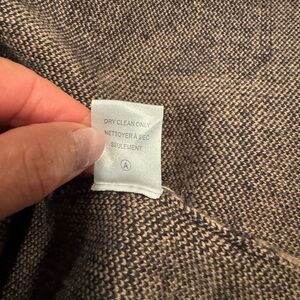 DRY CLEAN ONLY
NETTOYER À SEC
SEULEMENT
A